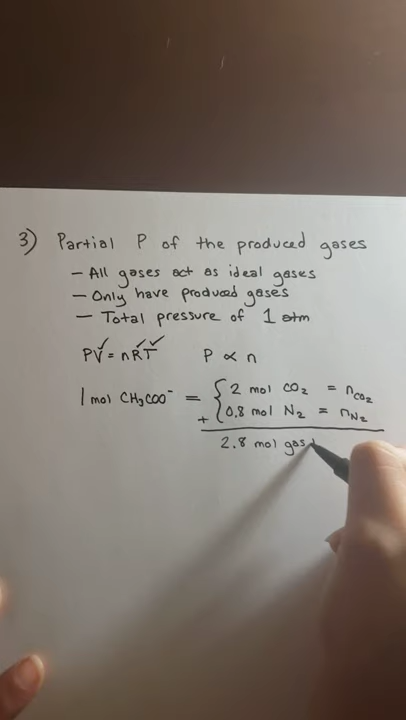 3) Partial P of the produced gases
- All gases act as ideal gases
- Only have produced gases
- Total pressure of 1 atm
PV = nRT P ∝ n
1 mol CH₃COO⁻ = { 2 mol CO₂ = nCO₂
+ 0.8 mol N₂ = nN₂
2.8 mol gas